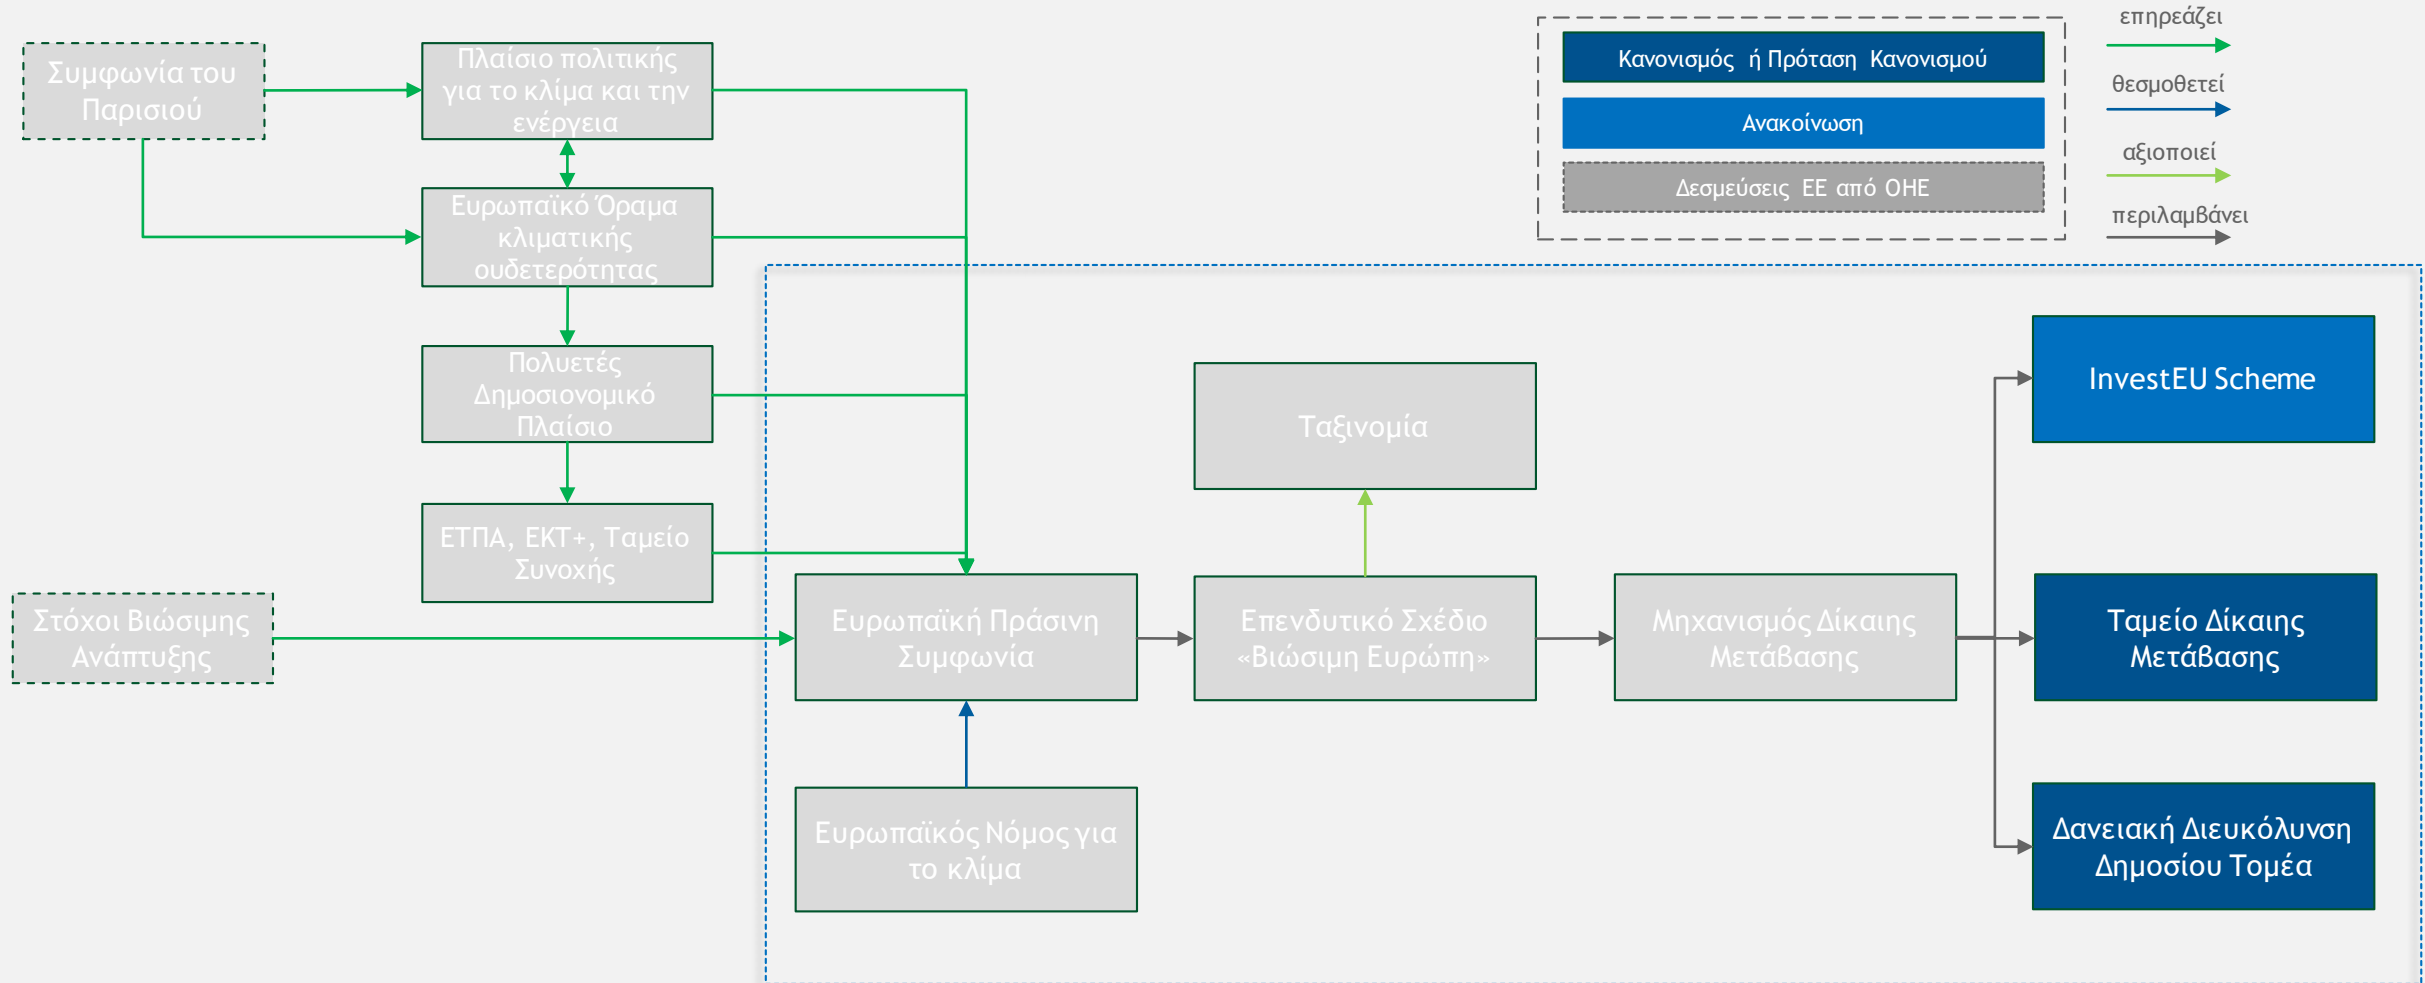 Συμφωνία του
Παρισιού
Πλαίσιο πολιτικής
για το κλίμα και την
ενέργεια
Ευρωπαϊκό Όραμα
κλιματικής
ουδετερότητας
Πολυετές
Δημοσιονομικό
Πλαίσιο
ΕΤΠΑ, ΕΚΤ+, Ταμείο
Συνοχής
Στόχοι Βιώσιμης
Ανάπτυξης
Κανονισμός ή Πρόταση Κανονισμού
Ανακοίνωση
Δεσμεύσεις ΕΕ από ΟΗΕ
επηρεάζει
θεσμοθετεί
αξιοποιεί
περιλαμβάνει
Ταξινομία
Ευρωπαϊκή Πράσινη
Συμφωνία
Επενδυτικό Σχέδιο
«Βιώσιμη Ευρώπη»
Μηχανισμός Δίκαιης
Μετάβασης
Ευρωπαϊκός Νόμος για
το κλίμα
InvestEU Scheme
Ταμείο Δίκαιης
Μετάβασης
Δανειακή Διευκόλυνση
Δημοσίου Τομέα